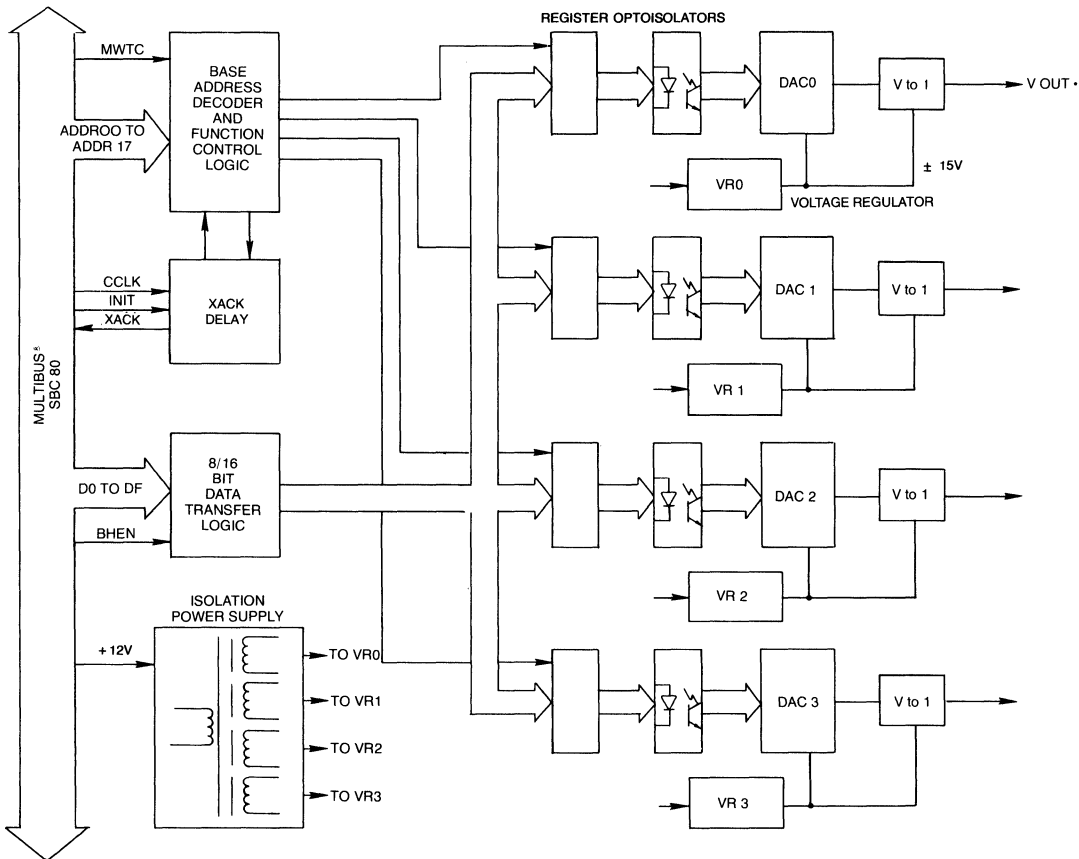 REGISTER OPTOISOLATORS
MWTC
BASE
ADDRESS
DECODER
AND
FUNCTION
CONTROL
LOGIC
ADDROO TO
ADDR 17
DAC0
V to 1
V OUT •
± 15V
VR0
VOLTAGE REGULATOR
CCLK
INIT
XACK
XACK
DELAY
DAC 1
V to 1
VR 1
MULTIBUS®
SBC 80
D0 TO DF
8/16
BIT
DATA
TRANSFER
LOGIC
BHEN
DAC 2
V to 1
VR 2
ISOLATION
POWER SUPPLY
+ 12V
TO VR0
TO VR1
TO VR2
TO VR3
DAC 3
V to 1
VR 3